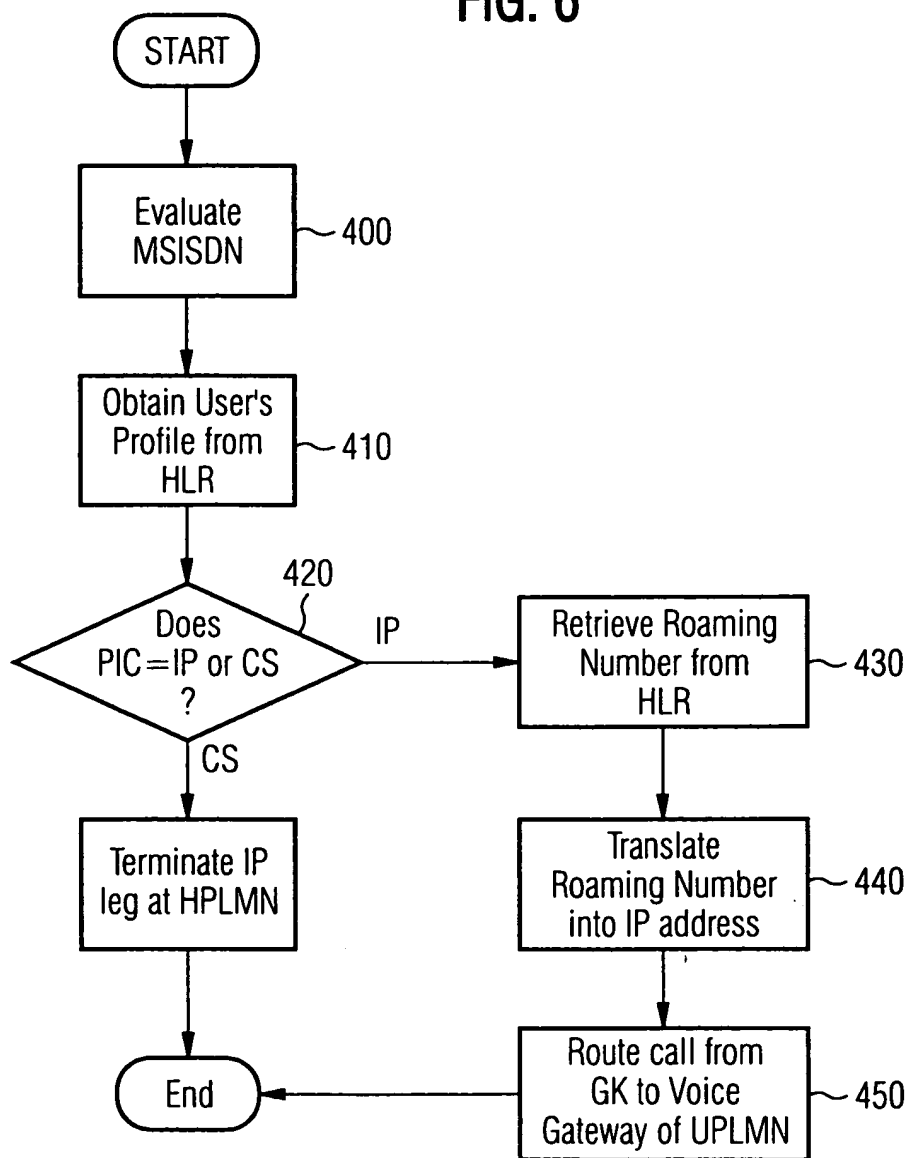 FIG. 6
START
Evaluate
MSISDN
400
Obtain User's
Profile from
HLR
410
420
Does
PIC=IP or CS
?
IP
CS
Retrieve Roaming
Number from
HLR
430
Terminate IP
leg at HPLMN
Translate
Roaming Number
into IP address
440
End
Route call from
GK to Voice
Gateway of UPLMN
450